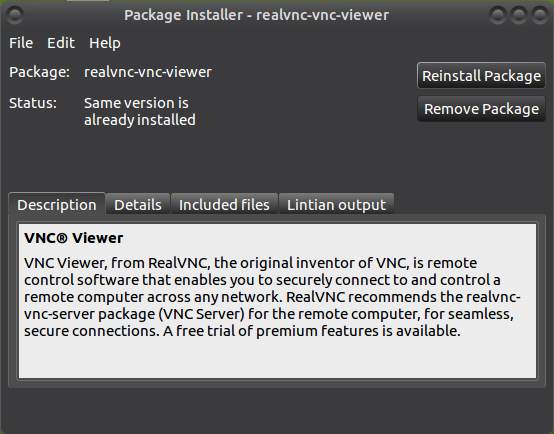 Package Installer - realvnc-vnc-viewer
File Edit Help
Package: realvnc-vnc-viewer
Reinstall Package
Status: Same version is
already installed
Remove Package
Description Details Included files Lintian output
VNC® Viewer
VNC Viewer, from RealVNC, the original inventor of VNC, is remote
control software that enables you to securely connect to and control a
remote computer across any network. RealVNC recommends the realvnc-
vnc-server package (VNC Server) for the remote computer, for seamless,
secure connections. A free trial of premium features is available.